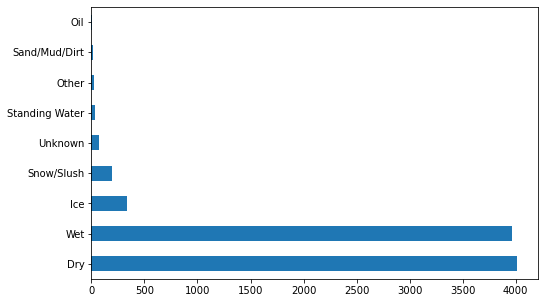 Oil
Sand/Mud/Dirt
Other
Standing Water
Unknown
Snow/Slush
Ice
Wet
Dry
0 500 1000 1500 2000 2500 3000 3500 4000